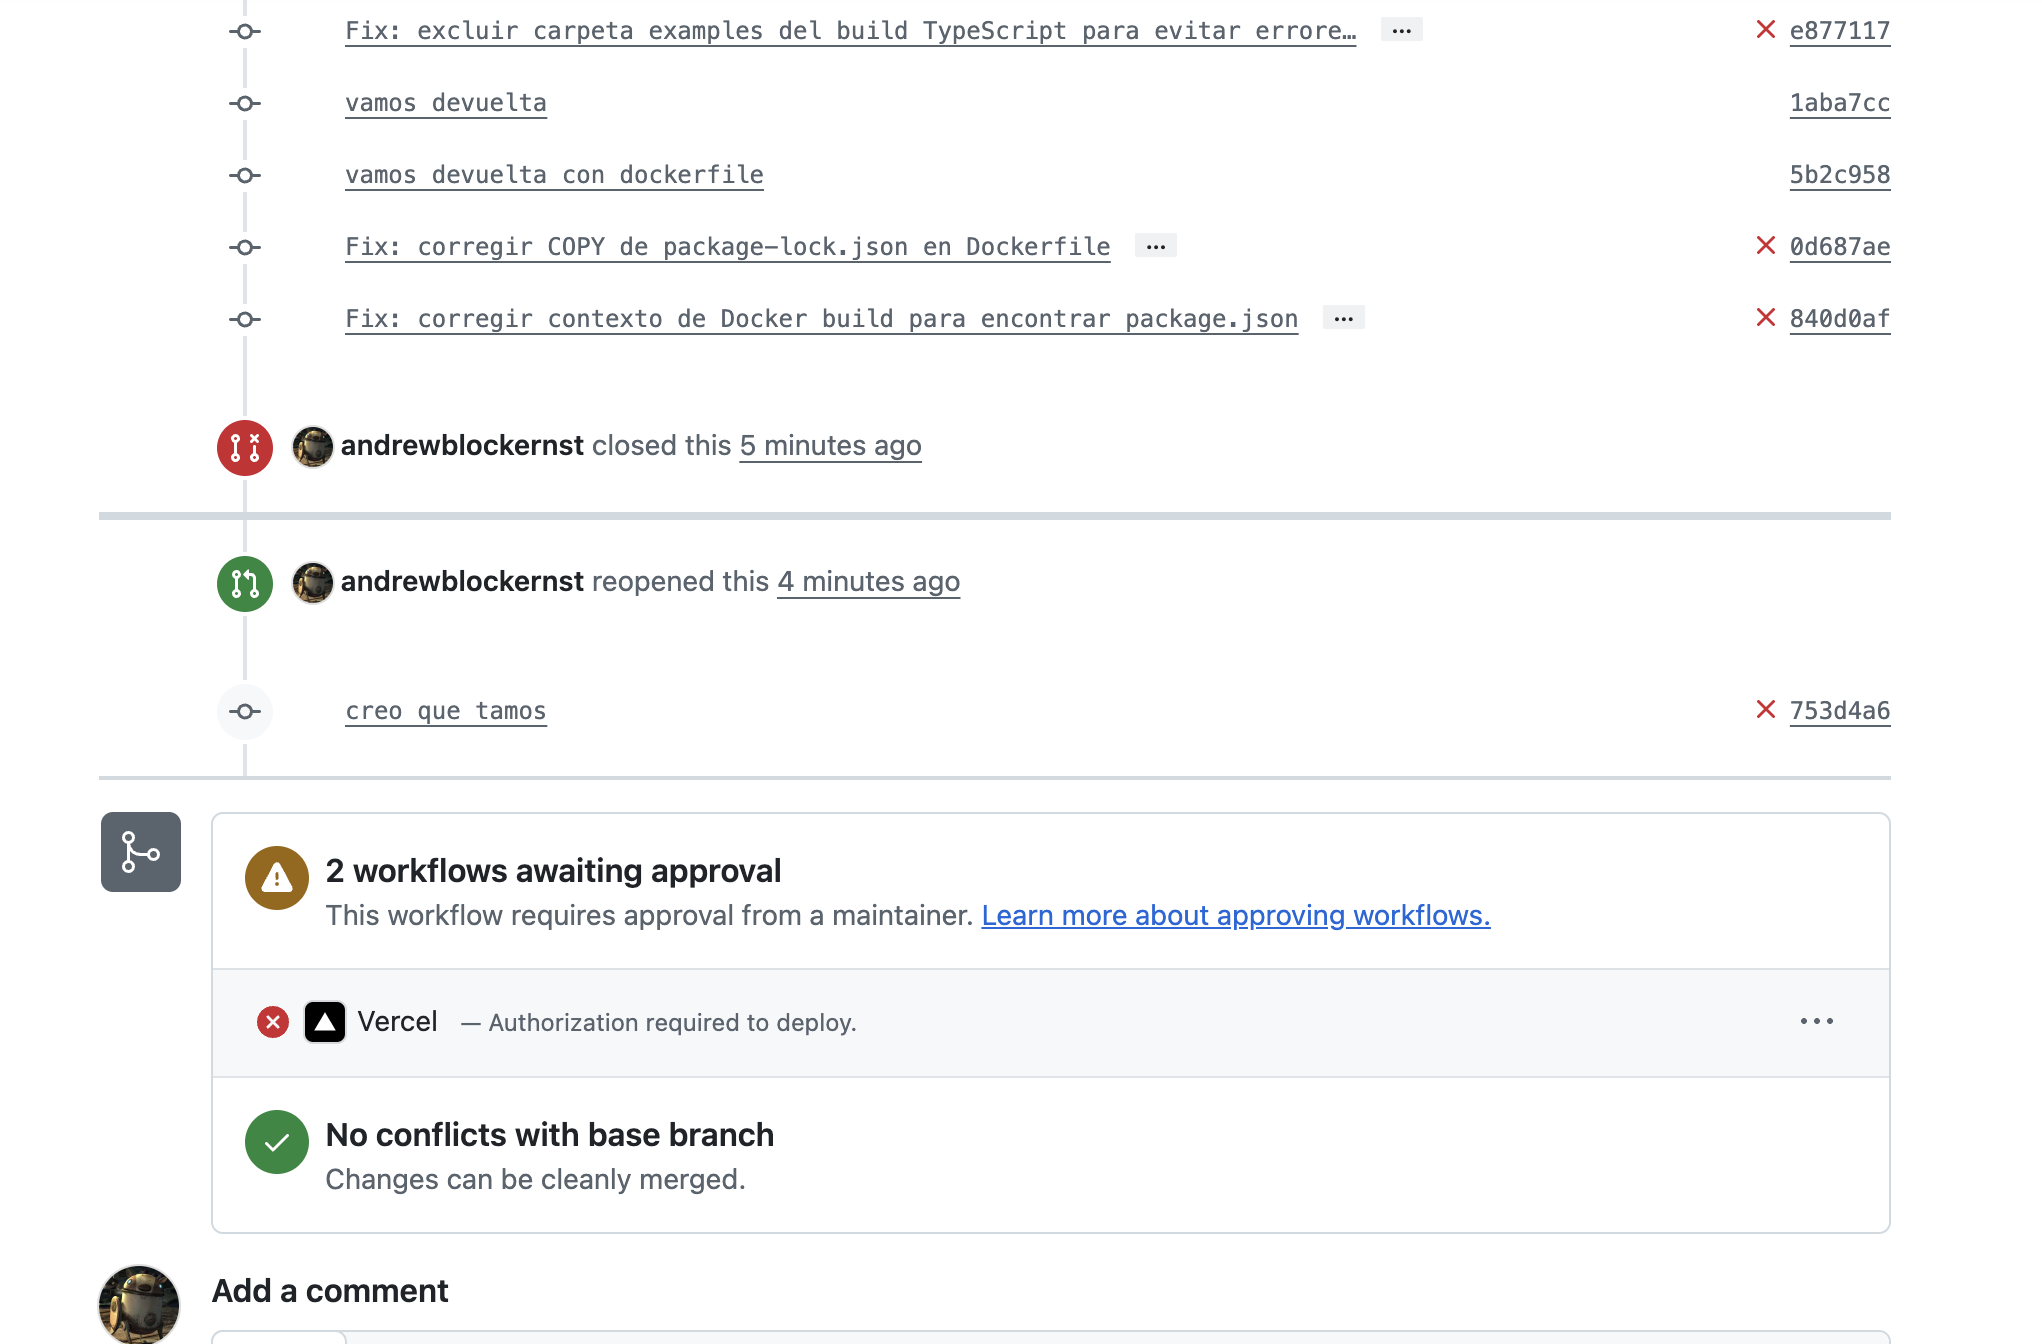 Fix: excluir carpeta examples del build TypeScript para evitar errore… ... e877117
vamos devuelta 1aba7cc
vamos devuelta con dockerfile 5b2c958
Fix: corregir COPY de package-lock.json en Dockerfile ... 0d687ae
Fix: corregir contexto de Docker build para encontrar package.json ... 840d0af
andrewblockernst closed this 5 minutes ago
andrewblockernst reopened this 4 minutes ago
creo que tamos 753d4a6
2 workflows awaiting approval
This workflow requires approval from a maintainer. Learn more about approving workflows.
Vercel — Authorization required to deploy.
No conflicts with base branch
Changes can be cleanly merged.
Add a comment